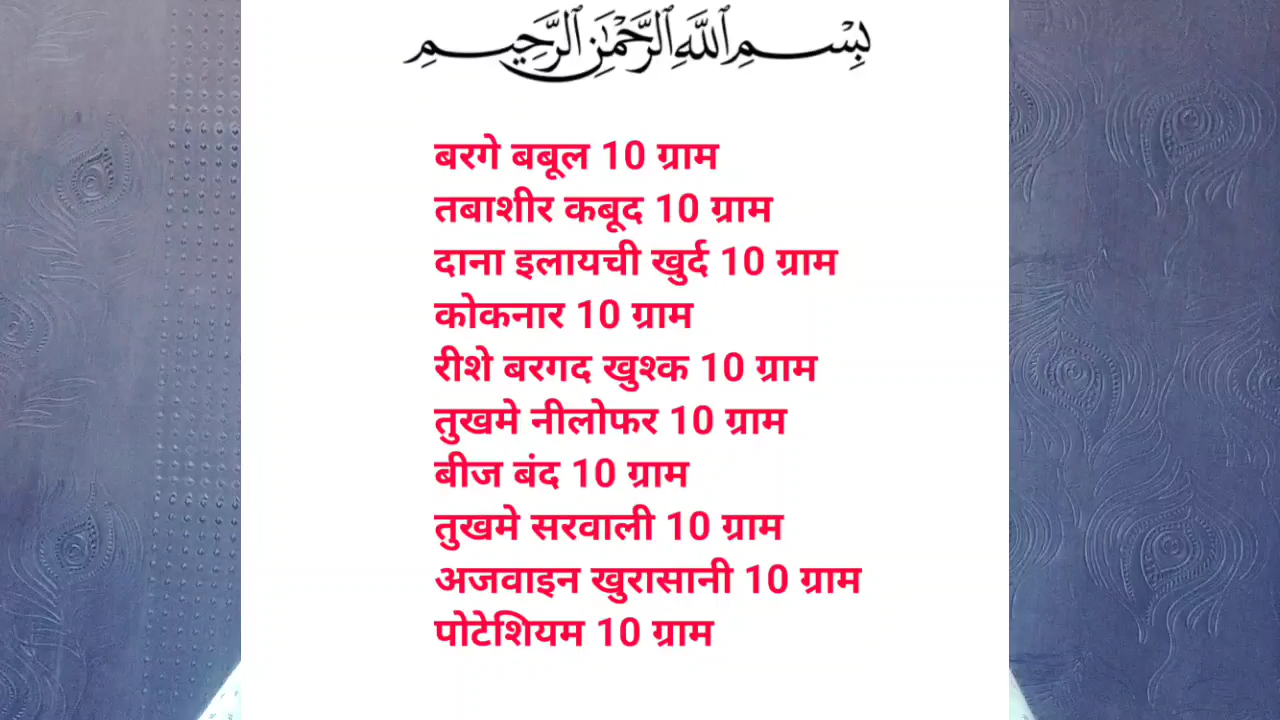 بِسْمِ ٱللَّهِ ٱلرَّحْمَٰنِ ٱلرَّحِيمِ
बरगे बबूल 10 ग्राम
तबाशीर कबूद 10 ग्राम
दाना इलायची खुर्द 10 ग्राम
कोकनार 10 ग्राम
रीशे बरगद खुश्क 10 ग्राम
तुखमे नीलोफर 10 ग्राम
बीज बंद 10 ग्राम
तुखमे सरवाली 10 ग्राम
अजवाइन खुरासानी 10 ग्राम
पोटेशियम 10 ग्राम